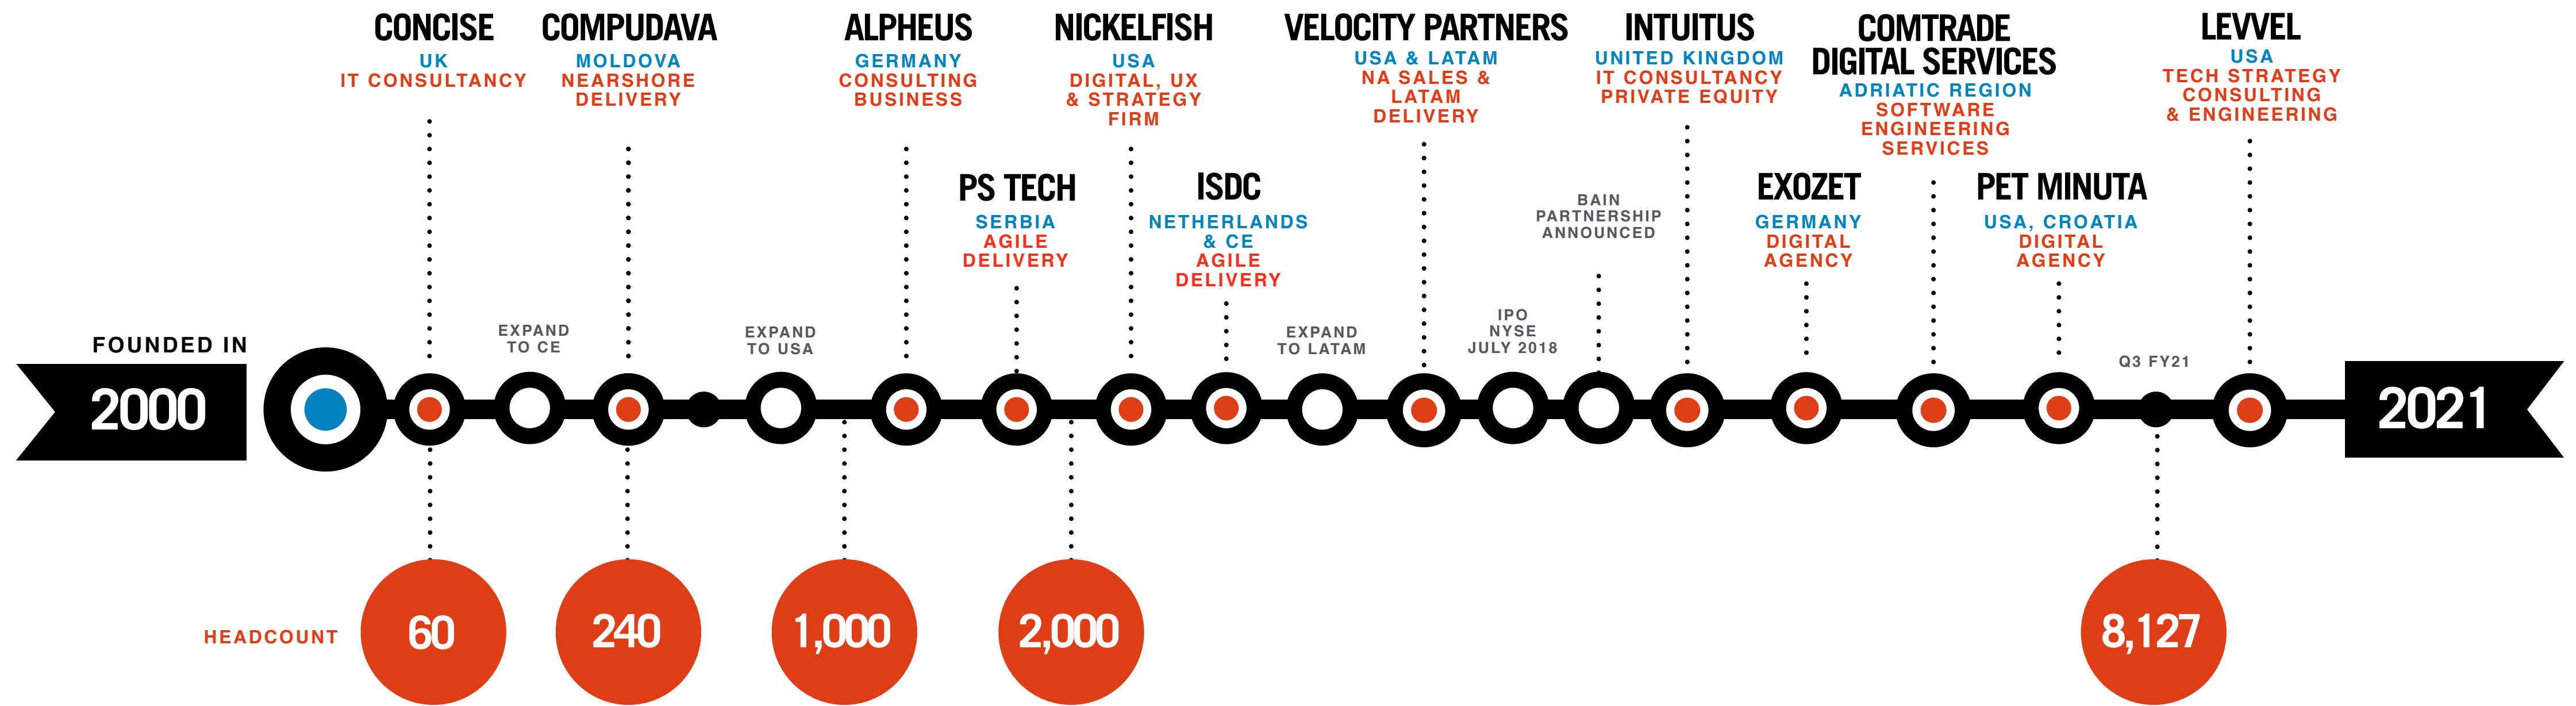 CONCISE
UK
IT CONSULTANCY
COMPUDAVA
MOLDOVA
NEARSHORE
DELIVERY
ALPHEUS
GERMANY
CONSULTING
BUSINESS
NICKELFISH
USA
DIGITAL, UX
& STRATEGY
FIRM
VELOCITY PARTNERS
USA & LATAM
NA SALES &
LATAM
DELIVERY
INTUITUS
UNITED KINGDOM
IT CONSULTANCY
PRIVATE EQUITY
COMTRADE
DIGITAL SERVICES
ADRIATIC REGION
SOFTWARE
ENGINEERING
SERVICES
LEVVEL
USA
TECH STRATEGY
CONSULTING
& ENGINEERING
PS TECH
SERBIA
AGILE
DELIVERY
ISDC
NETHERLANDS
& CE
AGILE
DELIVERY
BAIN
PARTNERSHIP
ANNOUNCED
EXOZET
GERMANY
DIGITAL
AGENCY
PET MINUTA
USA, CROATIA
DIGITAL
AGENCY
FOUNDED IN
2000
EXPAND
TO CE
EXPAND
TO USA
EXPAND
TO LATAM
IPO
NYSE
JULY 2018
Q3 FY21
2021
HEADCOUNT
60
240
1,000
2,000
8,127